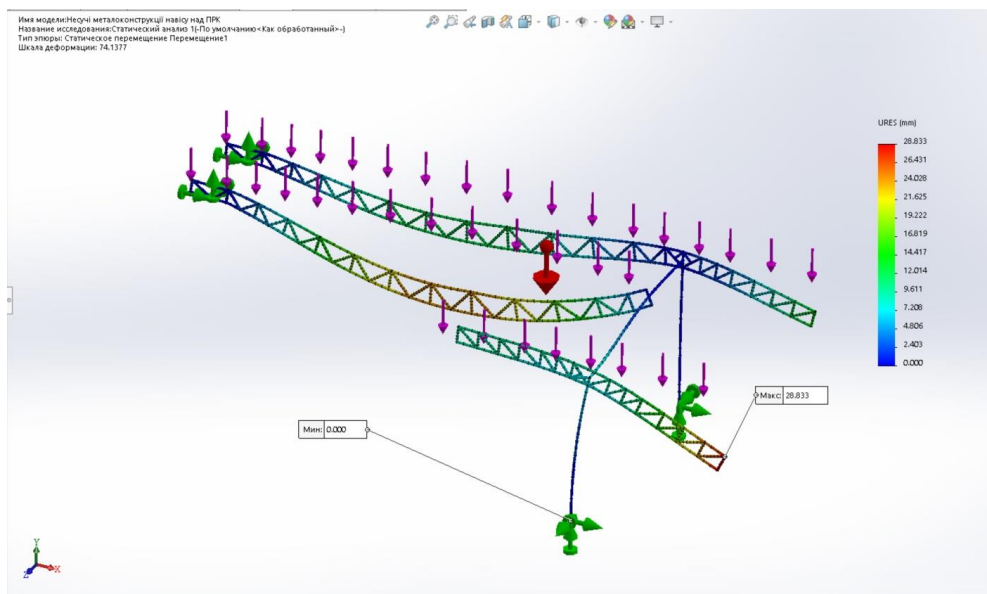 Имя модели:Несучі металоконструкції навісу над ПРК
Название исследования:Статический анализ 1(-По умолчанию<Как обработанный>-)
Тип эпюры: Статическое перемещение Перемещение1
Шкала деформации: 74.1377
URES (mm)
28.833
26.431
24.028
21.625
19.222
16.819
14.417
12.014
9.611
7.208
4.806
2.403
0.000
Макс: 28.833
Мин: 0.000
Y
X
Z